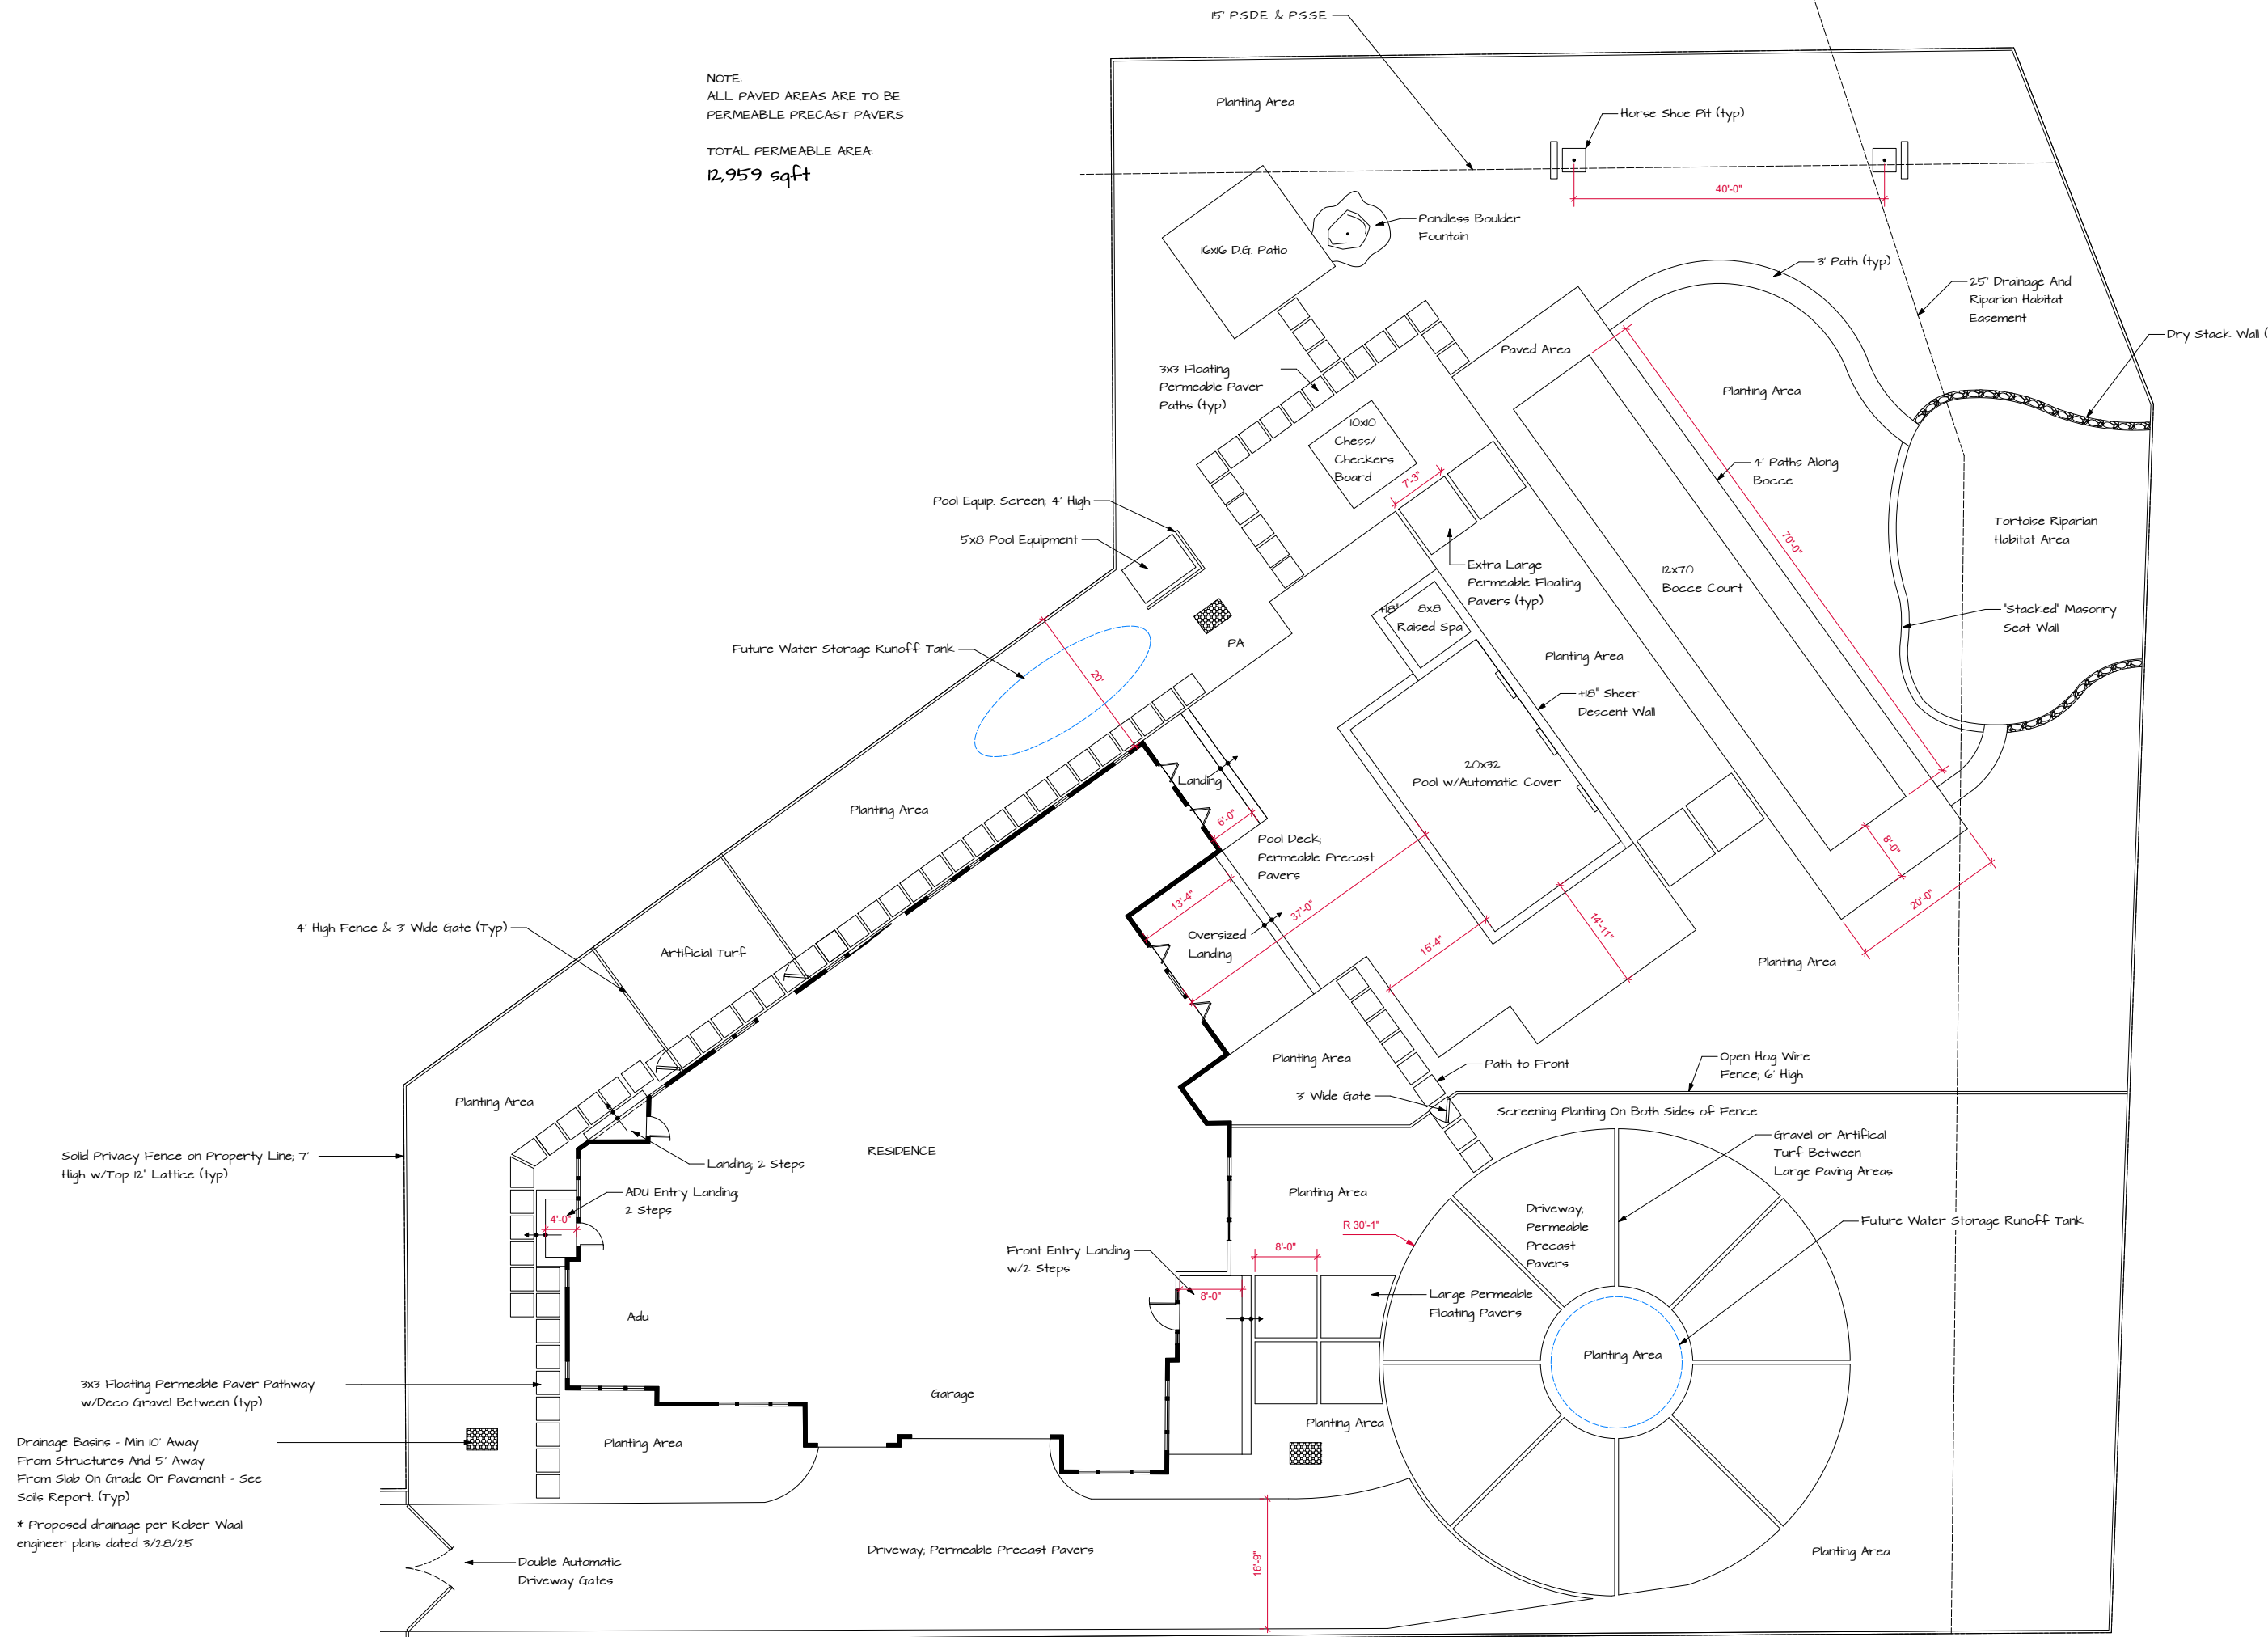 15' P.S.D.E. & P.S.S.E.
NOTE:
ALL PAVED AREAS ARE TO BE
PERMEABLE PRECAST PAVERS
TOTAL PERMEABLE AREA:
12,959 sqft
Planting Area
Horse Shoe Pit (typ)
40'-0"
Pondless Boulder
Fountain
16x16 D.G. Patio
3' Path (typ)
25' Drainage And
Riparian Habitat
Easement
Dry Stack Wall (
Paved Area
3x3 Floating
Permeable Paver
Paths (typ)
Planting Area
10x10
Chess/
Checkers
Board
7'-3"
4' Paths Along
Bocce
Pool Equip. Screen; 4' High
5x8 Pool Equipment
Tortoise Riparian
Habitat Area
70'-0"
12x70
Bocce Court
Extra Large
Permeable Floating
Pavers (typ)
+18"
8x8
Raised Spa
"Stacked" Masonry
Seat Wall
PA
Future Water Storage Runoff Tank
20'
Planting Area
+18" Sheer
Descent Wall
20x32
Pool w/Automatic Cover
Landing
6'-0"
Planting Area
Pool Deck;
Permeable Precast
Pavers
8'-0"
20'-0"
13'-4"
37'-0"
14'-11"
15'-4"
4' High Fence & 3' Wide Gate (Typ)
Artificial Turf
Oversized
Landing
Planting Area
Planting Area
Path to Front
Open Hog Wire
Fence; 6' High
3' Wide Gate
Planting Area
Screening Planting On Both Sides of Fence
Solid Privacy Fence on Property Line; 7'
High w/Top 12" Lattice (typ)
RESIDENCE
Landing; 2 Steps
ADU Entry Landing;
2 Steps
4'-0"
Gravel or Artifical
Turf Between
Large Paving Areas
Planting Area
Driveway;
Permeable
Precast
Pavers
R 30'-1"
Future Water Storage Runoff Tank
Front Entry Landing
w/2 Steps
8'-0"
8'-0"
Large Permeable
Floating Pavers
Adu
Planting Area
3x3 Floating Permeable Paver Pathway
w/Deco Gravel Between (typ)
Garage
Planting Area
Planting Area
Drainage Basins - Min 10' Away
From Structures And 5' Away
From Slab On Grade Or Pavement - See
Soils Report. (Typ)
* Proposed drainage per Rober Waal
engineer plans dated 3/28/25
Double Automatic
Driveway Gates
Driveway; Permeable Precast Pavers
16'-9"
Planting Area